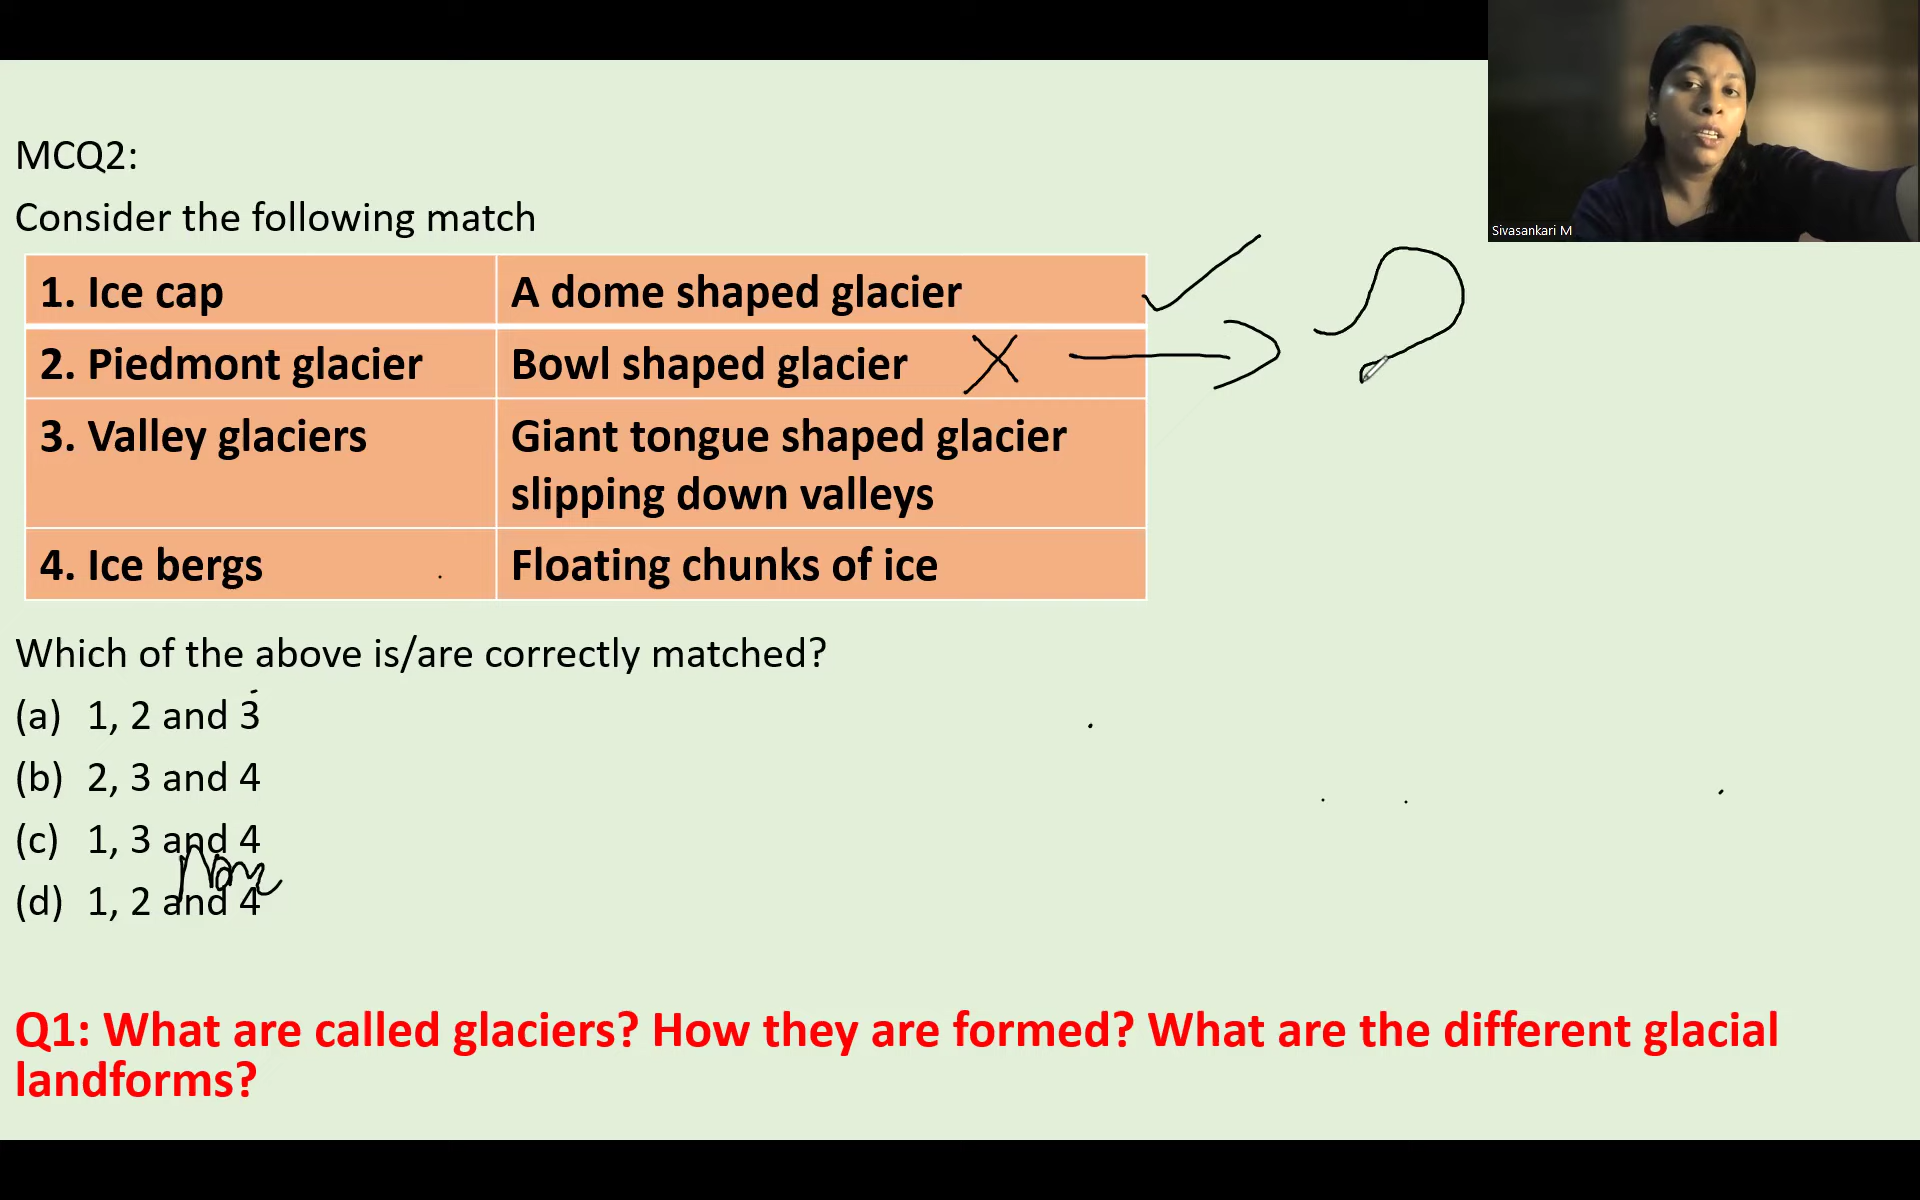 Sivasankari M
MCQ2:
Consider the following match
1. Ice cap A dome shaped glacier
2. Piedmont glacier Bowl shaped glacier
3. Valley glaciers Giant tongue shaped glacier
slipping down valleys
4. Ice bergs Floating chunks of ice
Which of the above is/are correctly matched?
(a) 1, 2 and 3
(b) 2, 3 and 4
(c) 1, 3 and 4
None
(d) 1, 2 and 4
Q1: What are called glaciers? How they are formed? What are the different glacial
landforms?